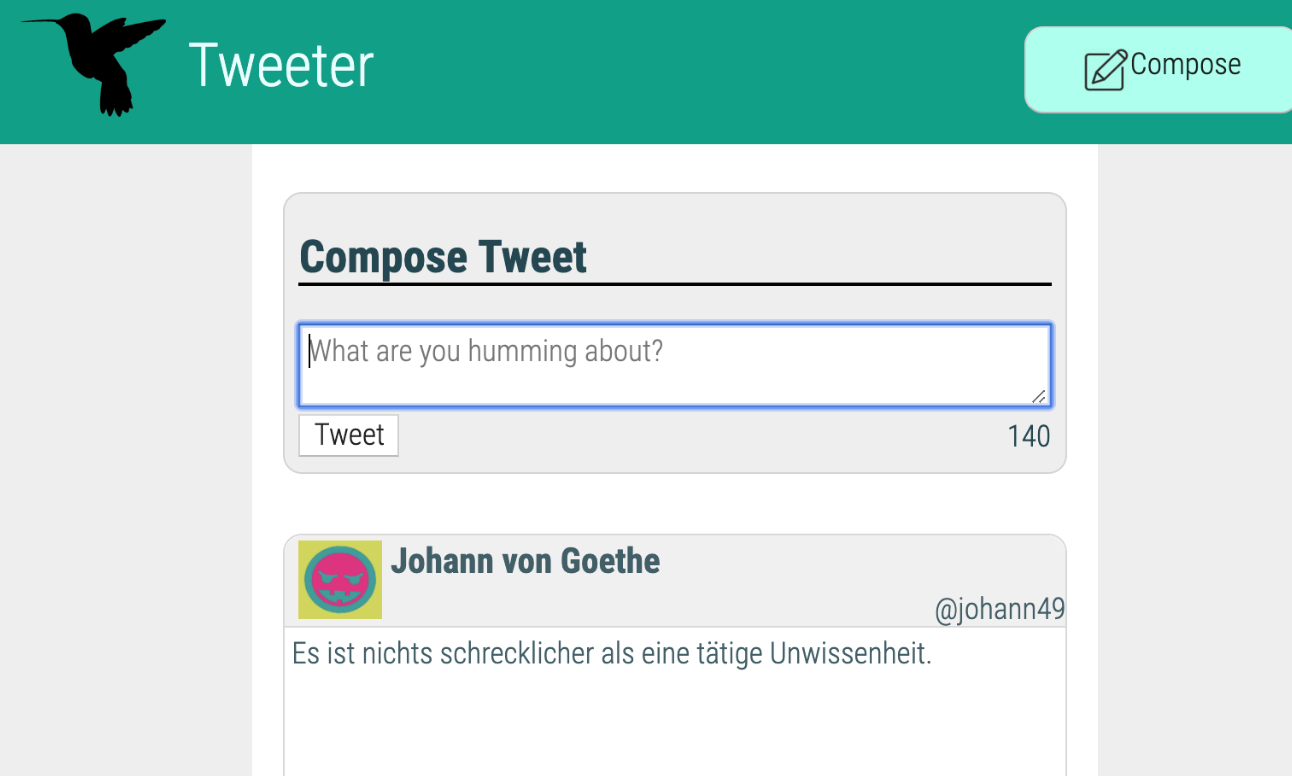 Tweeter
Compose
Compose Tweet
What are you humming about?
Tweet
140
Johann von Goethe
@johann49
Es ist nichts schrecklicher als eine tätige Unwissenheit.